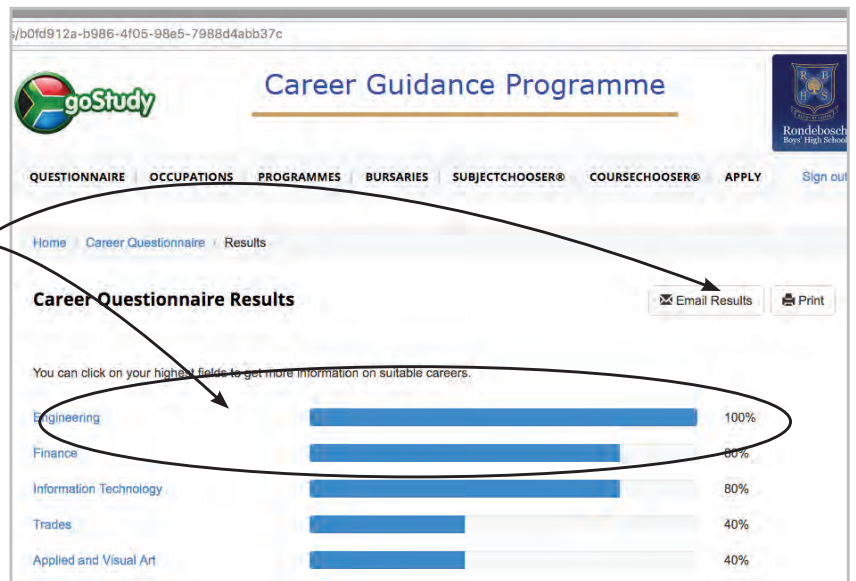 s/b0fd912a-b986-4f05-98e5-7988d4abb37c
goStudy
Career Guidance Programme
R B
H S
Rondebosch
Boys' High School
QUESTIONNAIRE OCCUPATIONS PROGRAMMES BURSARIES SUBJECTCHOOSER® COURSECHOOSER® APPLY Sign out
Home / Career Questionnaire / Results
Career Questionnaire Results
Email Results Print
You can click on your highest fields to get more information on suitable careers.
Engineering 100%
Finance 80%
Information Technology 80%
Trades 40%
Applied and Visual Art 40%